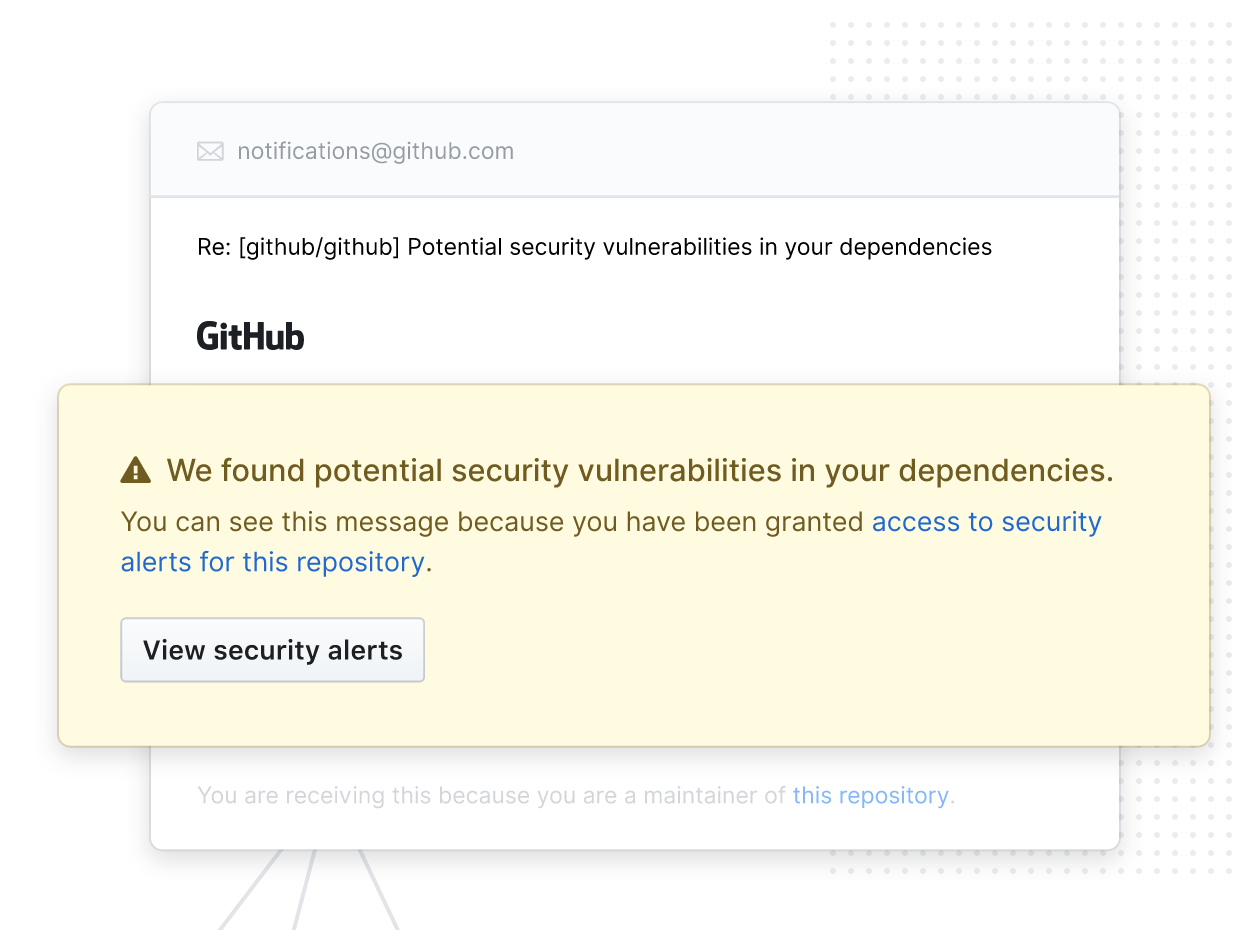 notifications@github.com
Re: [github/github] Potential security vulnerabilities in your dependencies
GitHub
We found potential security vulnerabilities in your dependencies.
You can see this message because you have been granted access to security
alerts for this repository.
View security alerts
You are receiving this because you are a maintainer of this repository.